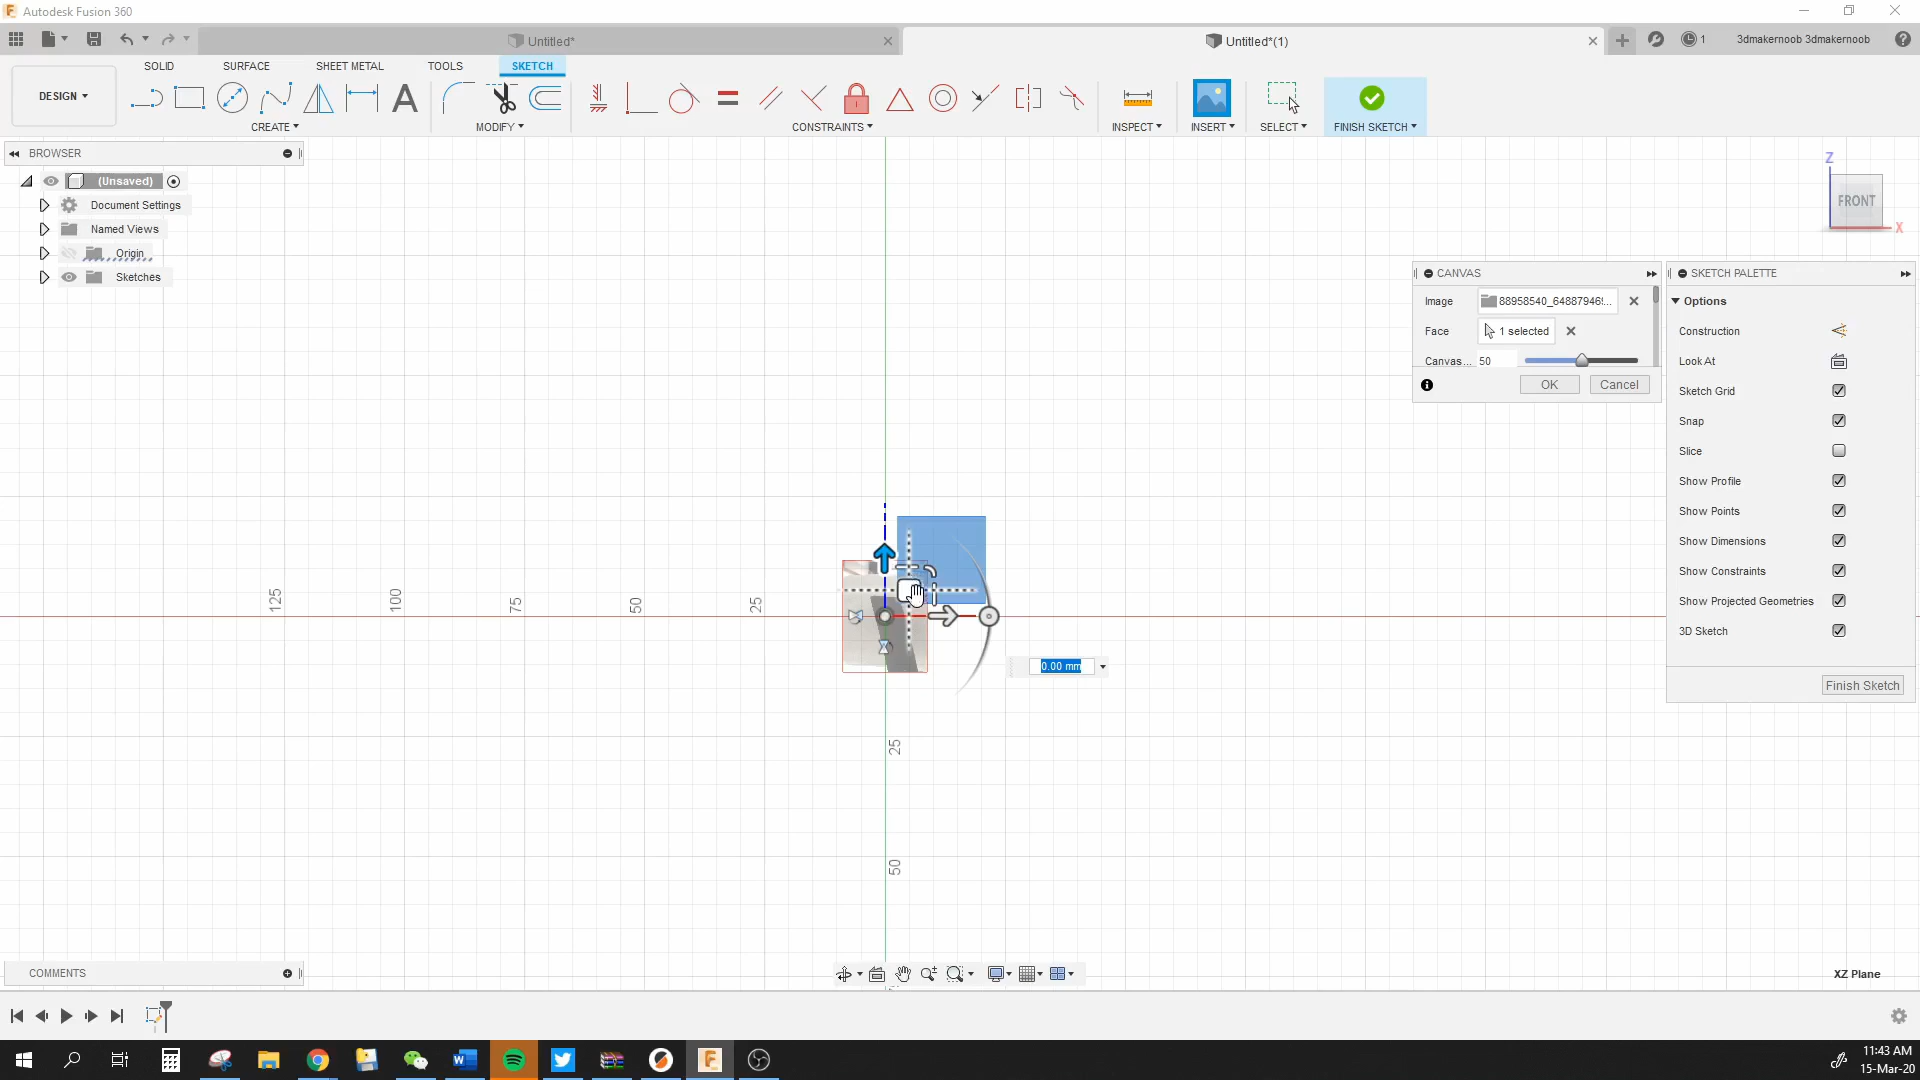 Autodesk Fusion 360
Untitled*
Untitled*(1)
1
3dmakernoob 3dmakernoob
SOLID
SURFACE
SHEET METAL
TOOLS
SKETCH
DESIGN
CREATE
MODIFY
CONSTRAINTS
INSPECT
INSERT
SELECT
FINISH SKETCH
BROWSER
(Unsaved)
Document Settings
Named Views
Origin
Sketches
Z
FRONT
X
CANVAS
Image
88958540_648879469...
Face
1 selected
Canvas...
50
OK
Cancel
SKETCH PALETTE
Options
Construction
Look At
Sketch Grid
Snap
Slice
Show Profile
Show Points
Show Dimensions
Show Constraints
Show Projected Geometries
3D Sketch
Finish Sketch
125
100
75
50
25
0.00 mm
25
50
COMMENTS
XZ Plane
11:43 AM
15-Mar-20